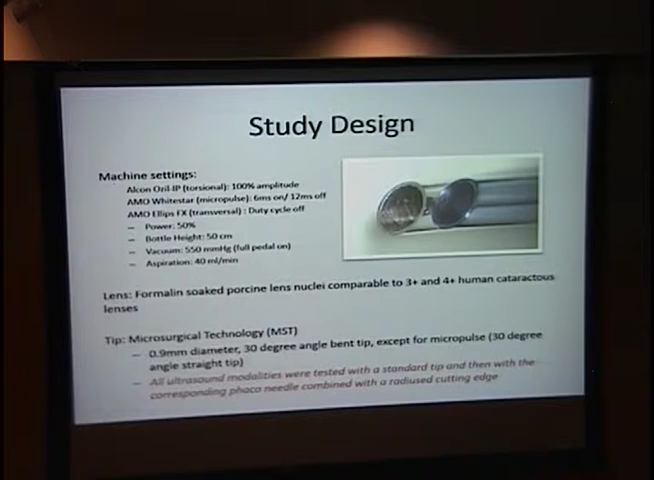 Study Design
Machine settings:
Alcon Ozil-IP (torsional): 100% amplitude
AMO Whitestar (micropulse): 6ms on/ 12ms off
AMO Ellips FX (transversal) : Duty cycle off
– Power: 50%
– Bottle Height: 50 cm
– Vacuum: 550 mmHg (full pedal on)
– Aspiration: 40 ml/min
Lens: Formalin soaked porcine lens nuclei comparable to 3+ and 4+ human cataractous
lenses
Tip: Microsurgical Technology (MST)
– 0.9mm diameter, 30 degree angle bent tip, except for micropulse (30 degree
angle straight tip)
– All ultrasound modalities were tested with a standard tip and then with the
corresponding phaco needle combined with a radiused cutting edge